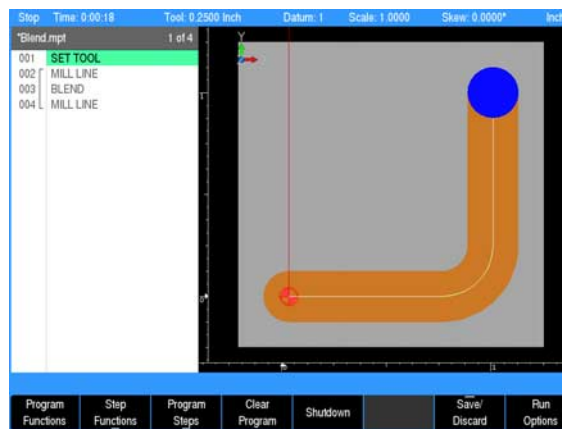 Stop Time: 0:00:18 Tool: 0.2500 Inch Datum: 1 Scale: 1.0000 Skew: 0.0000° Inch
*Blend.mpt 1 of 4
001 SET TOOL
002 MILL LINE
003 BLEND
004 MILL LINE
Y
1
0
0 1
Program Functions
Step Functions
Program Steps
Clear Program
Shutdown
Save/ Discard
Run Options